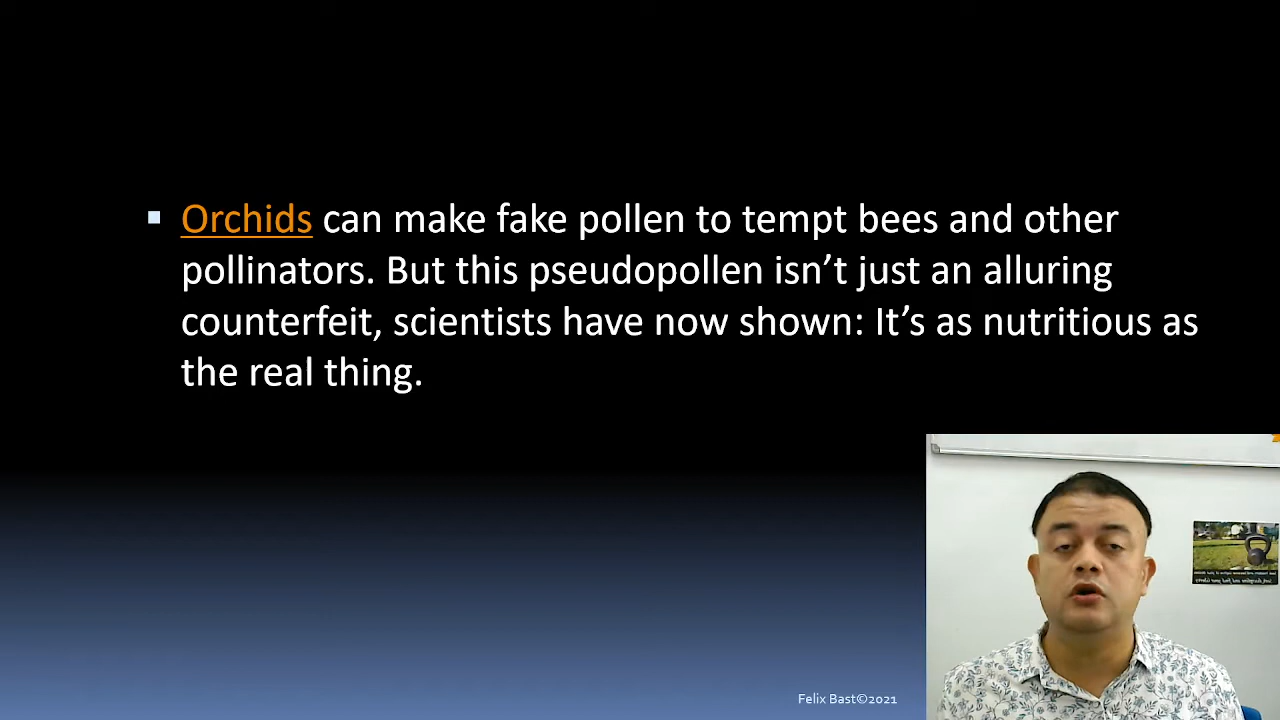 ▪ Orchids can make fake pollen to tempt bees and other
pollinators. But this pseudopollen isn’t just an alluring
counterfeit, scientists have now shown: It’s as nutritious as
the real thing.
Felix Bast©2021